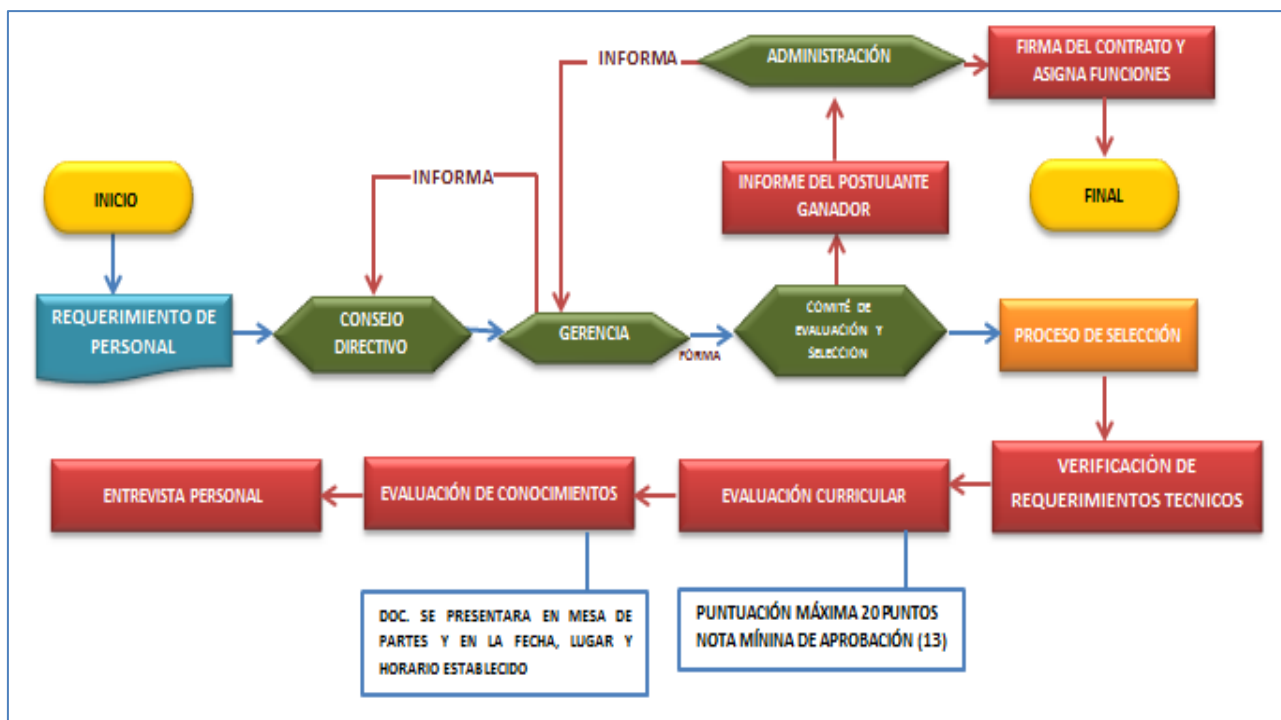 INFORMA
ADMINISTRACIÓN
FIRMA DEL CONTRATO Y
ASIGNA FUNCIONES
INFORMA
INICIO
INFORME DEL POSTULANTE
GANADOR
FINAL
REQUERIMIENTO DE
PERSONAL
CONSEJO
DIRECTIVO
GERENCIA
FORMA
COMITÉ DE
EVALUACIÓN Y
SELECCIÓN
PROCESO DE SELECCIÓN
ENTREVISTA PERSONAL
EVALUACIÓN DE CONOCIMIENTOS
EVALUACIÓN CURRICULAR
VERIFICACIÓN DE
REQUERIMIENTOS TECNICOS
DOC. SE PRESENTARA EN MESA DE
PARTES Y EN LA FECHA, LUGAR Y
HORARIO ESTABLECIDO
PUNTUACIÓN MÁXIMA 20 PUNTOS
NOTA MÍNINA DE APROBACIÓN (13)